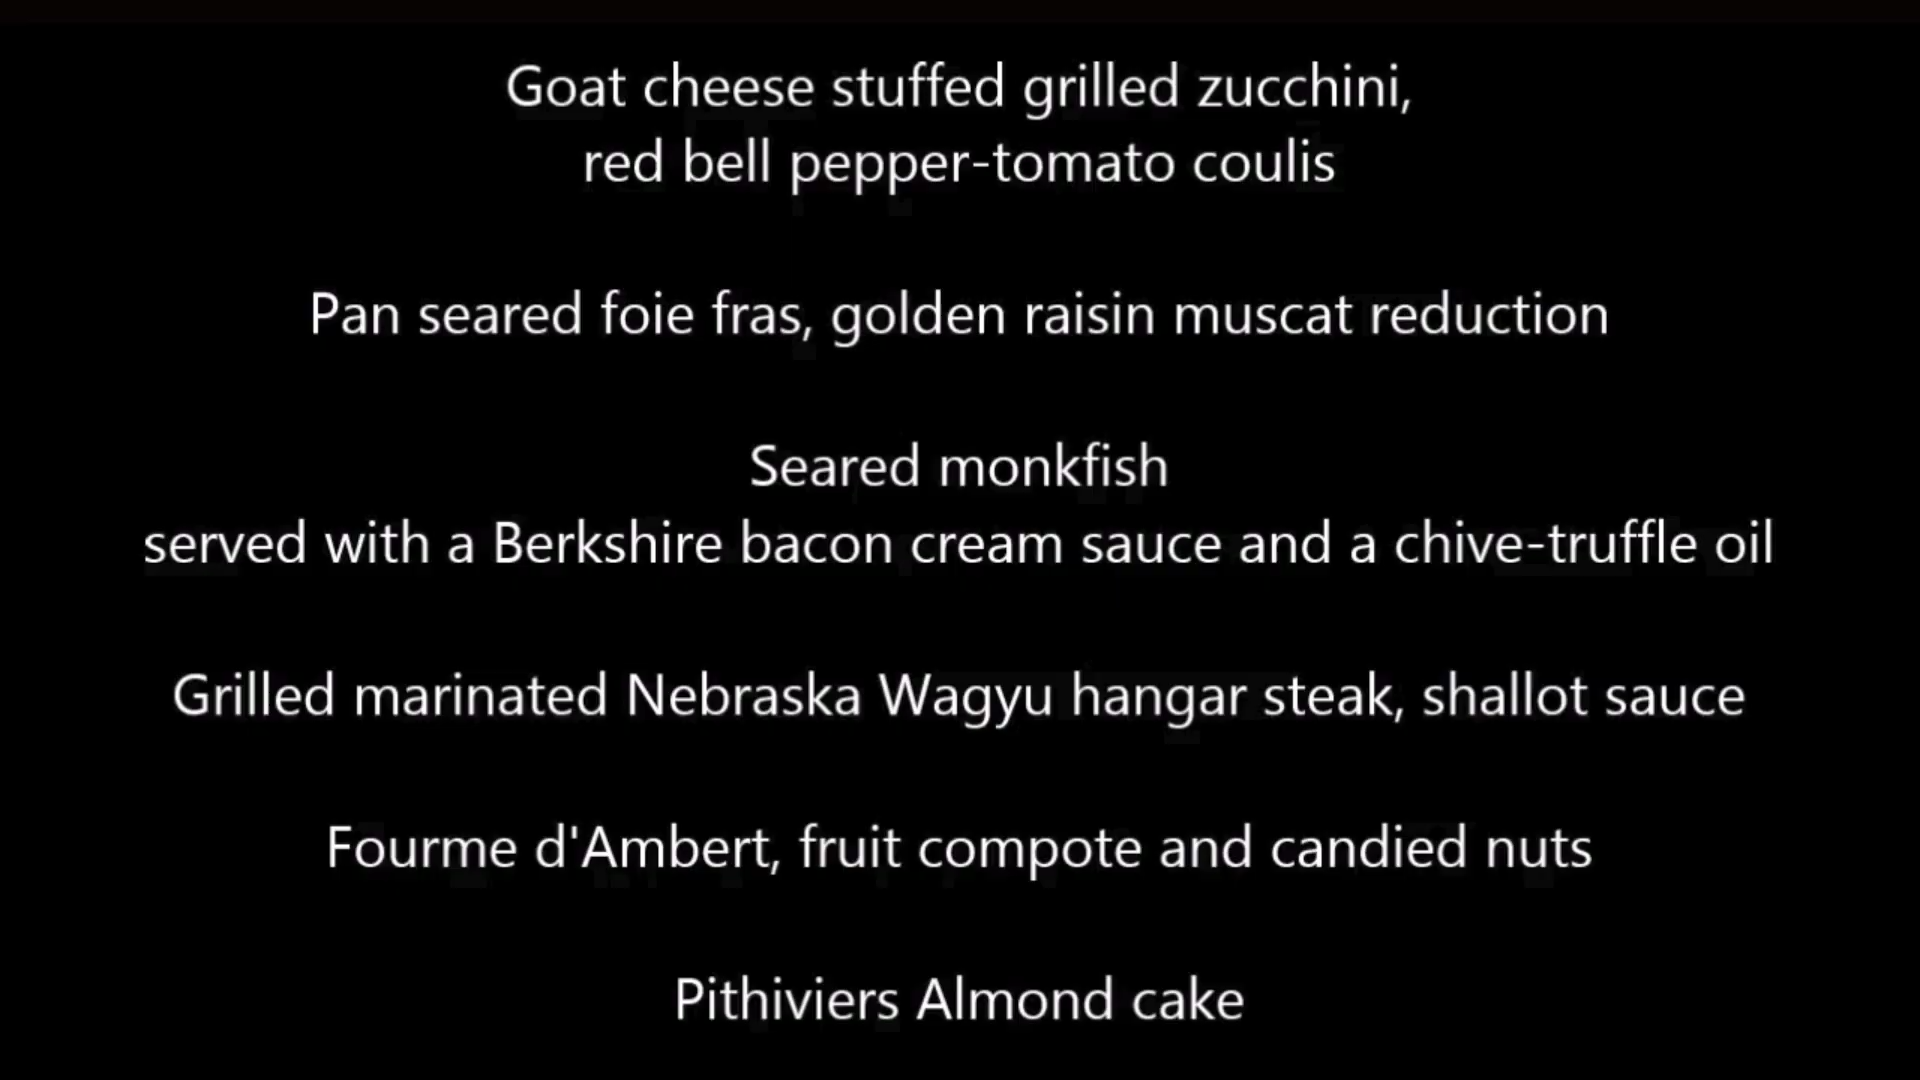 Goat cheese stuffed grilled zucchini,
red bell pepper-tomato coulis
Pan seared foie fras, golden raisin muscat reduction
Seared monkfish
served with a Berkshire bacon cream sauce and a chive-truffle oil
Grilled marinated Nebraska Wagyu hangar steak, shallot sauce
Fourme d'Ambert, fruit compote and candied nuts
Pithiviers Almond cake